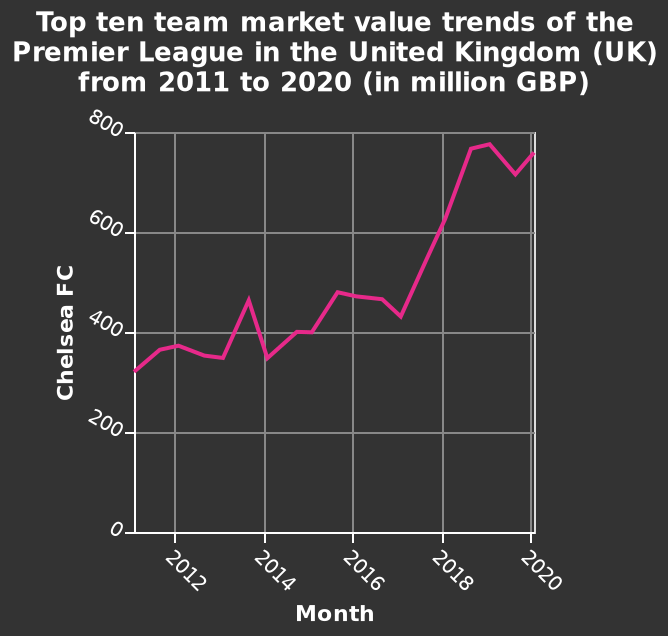 Top ten team market value trends of the
Premier League in the United Kingdom (UK)
from 2011 to 2020 (in million GBP)
800
600
400
200
0
Chelsea FC
2012
2014
2016
2018
2020
Month